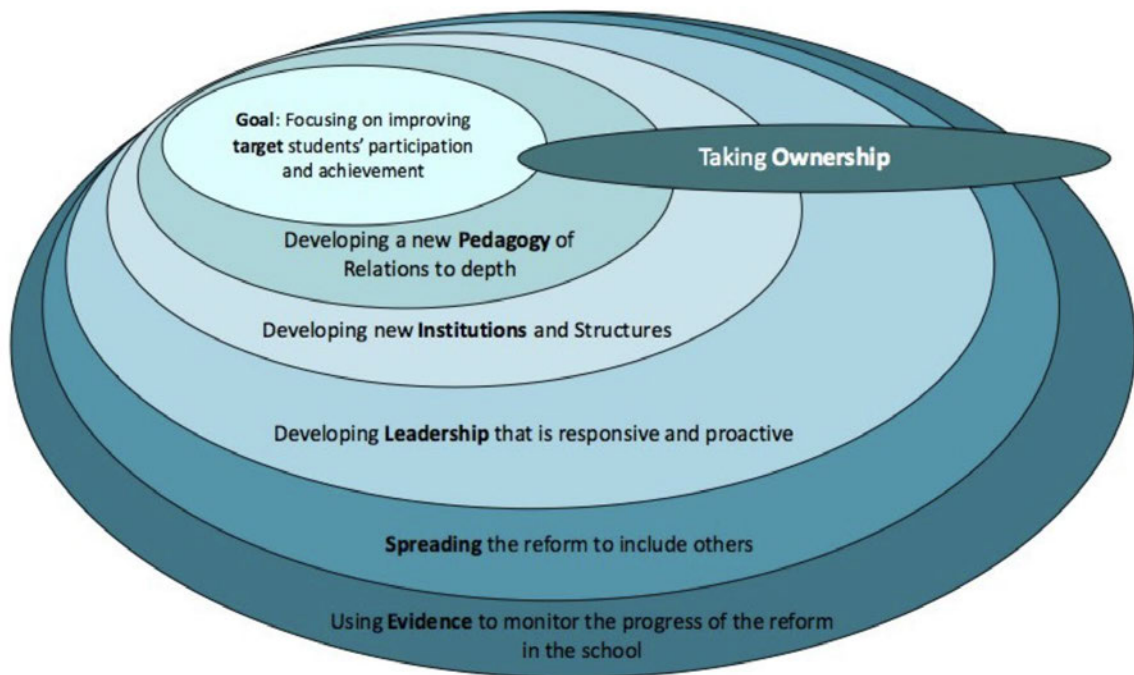 Goal: Focusing on improving
target students’ participation
and achievement
Taking Ownership
Developing a new Pedagogy of
Relations to depth
Developing new Institutions and Structures
Developing Leadership that is responsive and proactive
Spreading the reform to include others
Using Evidence to monitor the progress of the reform
in the school